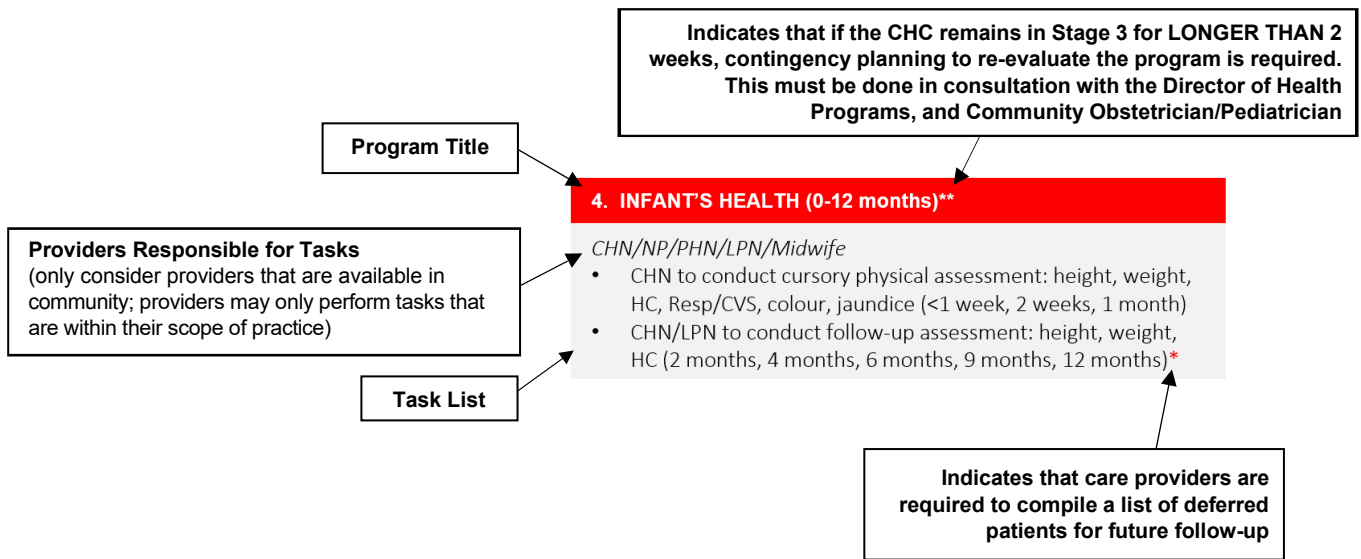 Indicates that if the CHC remains in Stage 3 for LONGER THAN 2
weeks, contingency planning to re-evaluate the program is required.
This must be done in consultation with the Director of Health
Programs, and Community Obstetrician/Pediatrician
Program Title
4. INFANT'S HEALTH (0-12 months)**
Providers Responsible for Tasks
(only consider providers that are available in
community; providers may only perform tasks that
are within their scope of practice)
CHN/NP/PHN/LPN/Midwife
• CHN to conduct cursory physical assessment: height, weight,
HC, Resp/CVS, colour, jaundice (<1 week, 2 weeks, 1 month)
• CHN/LPN to conduct follow-up assessment: height, weight,
HC (2 months, 4 months, 6 months, 9 months, 12 months)*
Task List
Indicates that care providers are
required to compile a list of deferred
patients for future follow-up